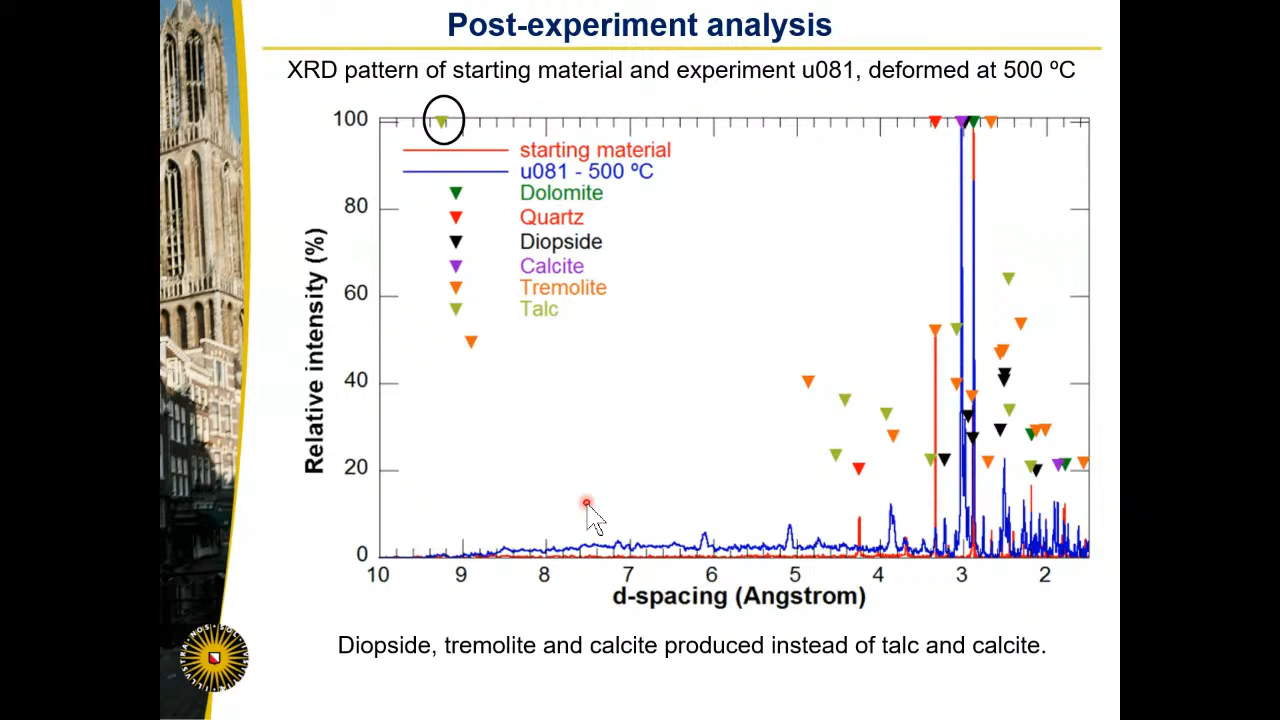 Post-experiment analysis
XRD pattern of starting material and experiment u081, deformed at 500 ºC
100
80
60
40
20
0
Relative intensity (%)
starting material
u081 - 500 ºC
Dolomite
Quartz
Diopside
Calcite
Tremolite
Talc
10 9 8 7 6 5 4 3 2
d-spacing (Angstrom)
Diopside, tremolite and calcite produced instead of talc and calcite.